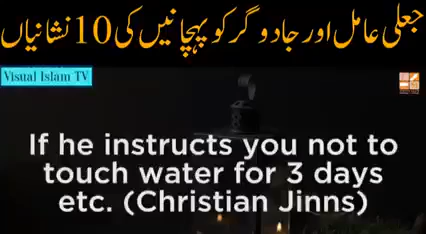 جعلی عامل اور جادوگر کو پہچانیں کی 10 نشانیاں
Visual Islam TV
If he instructs you not to
touch water for 3 days
etc. (Christian Jinns)